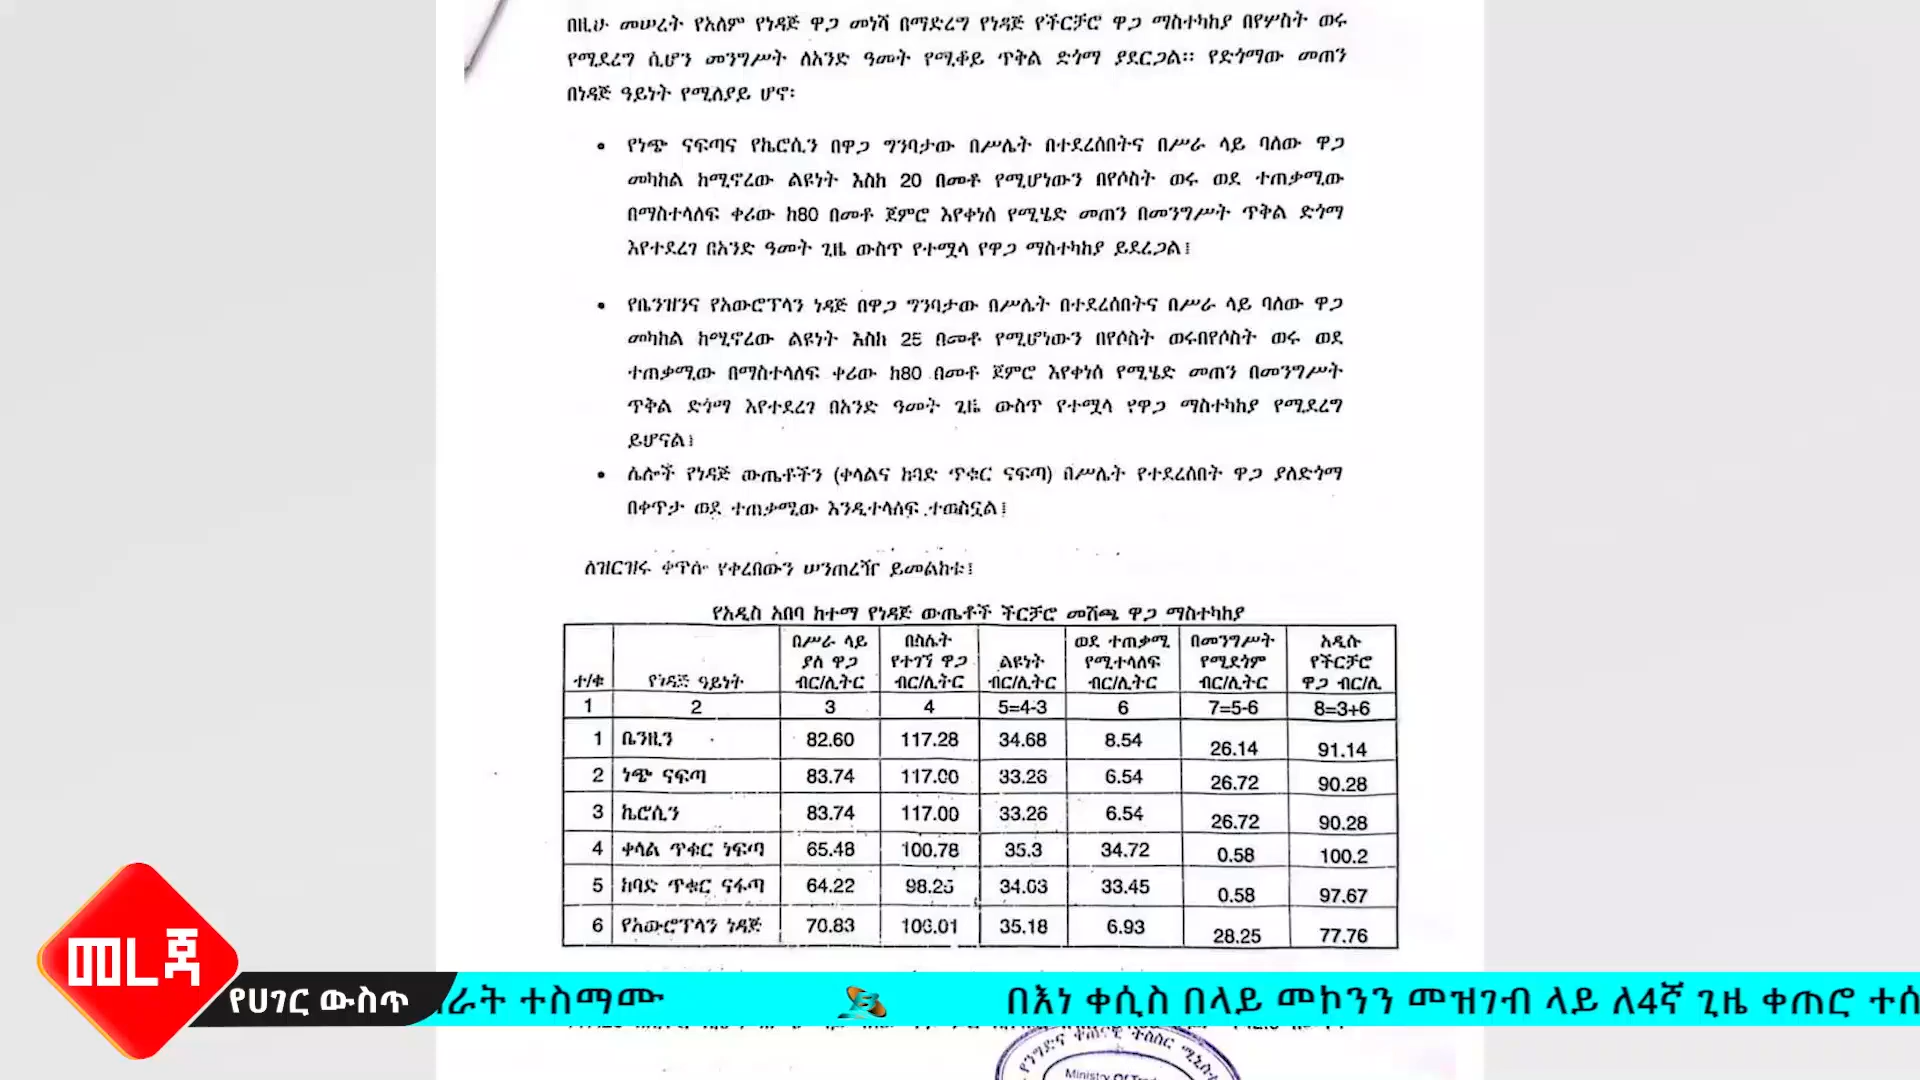 በዚሁ መሠረት የአለም የነዳጅ ዋጋ መነሻ በማድረግ የነዳጅ የችርቻሮ ዋጋ ማስተካከያ በየሦስት ወሩ
የሚደረግ ሲሆን መንግሥት ለአንድ ዓመት የሚቆይ ጥቅል ድጎማ ያደርጋል፡፡ የድጎማው መጠን
በነዳጅ ዓይነት የሚለያይ ሆኖ፡
• የነጭ ናፍጣና የኬሮሲን በዋጋ ግንባታው በሥሌት በተደረሰበትና በሥራ ላይ ባለው ዋጋ
መካከል ከሚኖረው ልዩነት እስከ 20 በመቶ የሚሆነውን በየሶስት ወሩ ወደ ተጠቃሚው
በማስተላለፍ ቀሪው ከ80 በመቶ ጀምሮ እየቀነሰ የሚሄድ መጠን በመንግሥት ጥቅል ድጎማ
እየተደረገ በአንድ ዓመት ጊዜ ውስጥ የተሟላ የዋጋ ማስተካከያ ይደረጋል፤
• የቤንዝንና የአውሮፕላን ነዳጅ በዋጋ ግንባታው በሥሌት በተደረሰበትና በሥራ ላይ ባለው ዋጋ
መካከል ከሚኖረው ልዩነት እስከ 25 በመቶ የሚሆነውን በየሶስት ወሩበየሶስት ወሩ ወደ
ተጠቃሚው በማስተላለፍ ቀሪው ከ80 በመቶ ጀምሮ እየቀነሰ የሚሄድ መጠን በመንግሥት
ጥቅል ድጎማ እየተደረገ በአንድ ዓመት ጊዜ ውስጥ የተሟላ የዋጋ ማስተካከያ የሚደረግ
ይሆናል፤
• ሌሎች የነዳጅ ውጤቶችን (ቀላልና ከባድ ጥቁር ናፍጣ) በሥሌት የተደረሰበት ዋጋ ያለድጎማ
በቀጥታ ወደ ተጠቃሚው እንዲተላለፍ ተወስኗል፤
ለዝርዝሩ ቀጥሎ የቀረበውን ሠንጠረዥ ይመልከቱ፤
የአዲስ አበባ ከተማ የነዳጅ ውጤቶች ችርቻሮ መሸጫ ዋጋ ማስተካከያ
ተ/ቁ የነዳጅ ዓይነት በሥራ ላይ ያለ ዋጋ ብር/ሊትር በስሌት የተገኘ ዋጋ ብር/ሊትር ልዩነት ብር/ሊትር ወደ ተጠቃሚ የሚተላለፍ ብር/ሊትር በመንግሥት የሚደጎም ብር/ሊትር አዲሱ የችርቻሮ ዋጋ ብር/ሊ
1 2 3 4 5=4-3 6 7=5-6 8=3+6
1 ቤንዚን 82.60 117.28 34.68 8.54 26.14 91.14
2 ነጭ ናፍጣ 83.74 117.00 33.26 6.54 26.72 90.28
3 ኬሮሲን 83.74 117.00 33.26 6.54 26.72 90.28
4 ቀላል ጥቁር ነፍጣ 65.48 100.78 35.3 34.72 0.58 100.2
5 ከባድ ጥቁር ናፋጣ 64.22 98.25 34.03 33.45 0.58 97.67
6 የአውሮፕላን ነዳጅ 70.83 106.01 35.18 6.93 28.25 77.76
መረጃ
የሀገር ውስጥ
ራት ተስማሙ በእነ ቀሲስ በላይ መኮንን መዝገብ ላይ ለ4ኛ ጊዜ ቀጠሮ ተሰ
የንግድና ቀጠናዊ ትስስር
Ministry Of